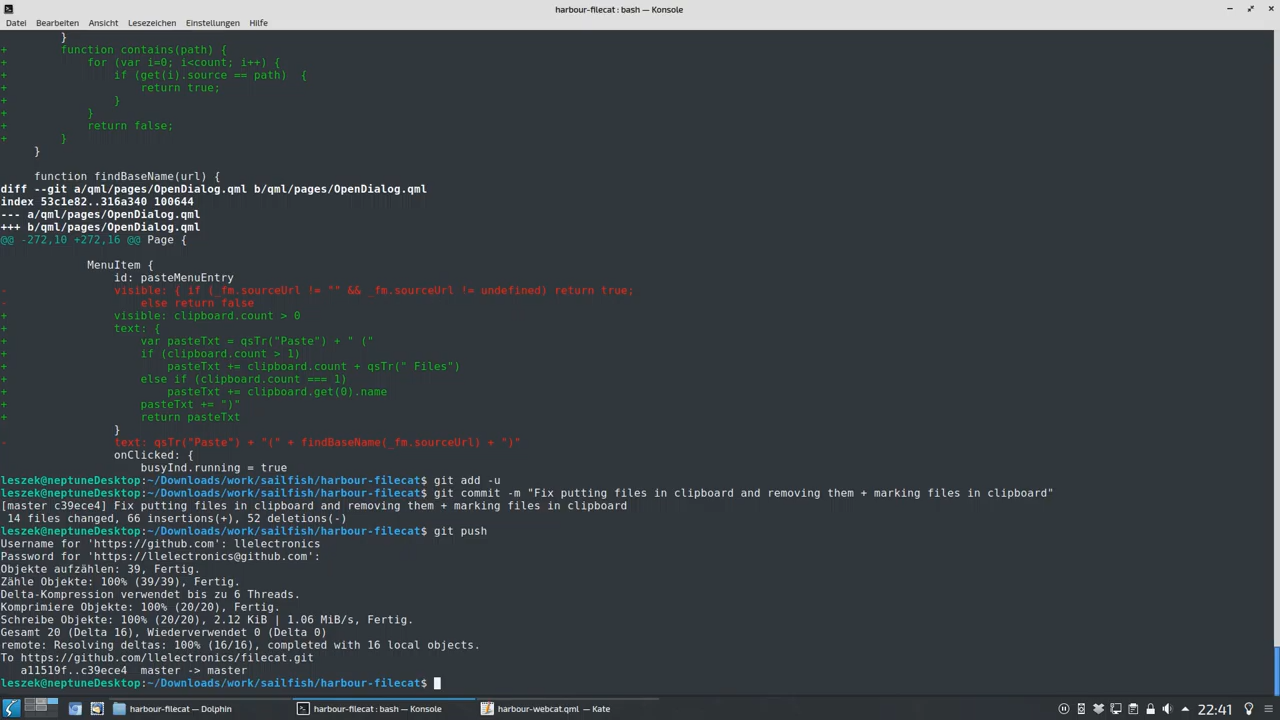 harbour-filecat : bash — Konsole
Datei Bearbeiten Ansicht Lesezeichen Einstellungen Hilfe
        }
+        function contains(path) {
+            for (var i=0; i<count; i++) {
+                if (get(i).source == path)  {
+                    return true;
+                }
+            }
+            return false;
+        }
     }

     function findBaseName(url) {
diff --git a/qml/pages/OpenDialog.qml b/qml/pages/OpenDialog.qml
index 53c1e82..316a340 100644
--- a/qml/pages/OpenDialog.qml
+++ b/qml/pages/OpenDialog.qml
@@ -272,10 +272,16 @@ Page {

             MenuItem {
                 id: pasteMenuEntry
-                visible: { if (_fm.sourceUrl != "" && _fm.sourceUrl != undefined) return true;
-                    else return false
+                visible: clipboard.count > 0
+                text: {
+                    var pasteTxt = qsTr("Paste") + " ("
+                    if (clipboard.count > 1)
+                        pasteTxt += clipboard.count + qsTr(" Files")
+                    else if (clipboard.count === 1)
+                        pasteTxt += clipboard.get(0).name
+                    pasteTxt += ")"
+                    return pasteTxt
                 }
-                text: qsTr("Paste") + "(" + findBaseName(_fm.sourceUrl) + ")"
                 onClicked: {
                     busyInd.running = true
leszek@neptuneDesktop:~/Downloads/work/sailfish/harbour-filecat$ git add -u
leszek@neptuneDesktop:~/Downloads/work/sailfish/harbour-filecat$ git commit -m "Fix putting files in clipboard and removing them + marking files in clipboard"
[master c39ece4] Fix putting files in clipboard and removing them + marking files in clipboard
 14 files changed, 66 insertions(+), 52 deletions(-)
leszek@neptuneDesktop:~/Downloads/work/sailfish/harbour-filecat$ git push
Username for 'https://github.com': llelectronics
Password for 'https://llelectronics@github.com':
Objekte aufzählen: 39, Fertig.
Zähle Objekte: 100% (39/39), Fertig.
Delta-Kompression verwendet bis zu 6 Threads.
Komprimiere Objekte: 100% (20/20), Fertig.
Schreibe Objekte: 100% (20/20), 2.12 KiB | 1.06 MiB/s, Fertig.
Gesamt 20 (Delta 16), Wiederverwendet 0 (Delta 0)
remote: Resolving deltas: 100% (16/16), completed with 16 local objects.
To https://github.com/llelectronics/filecat.git
   a11519f..c39ece4  master -> master
leszek@neptuneDesktop:~/Downloads/work/sailfish/harbour-filecat$
harbour-filecat — Dolphin harbour-filecat : bash — Konsole harbour-webcat.qml — Kate 22:41